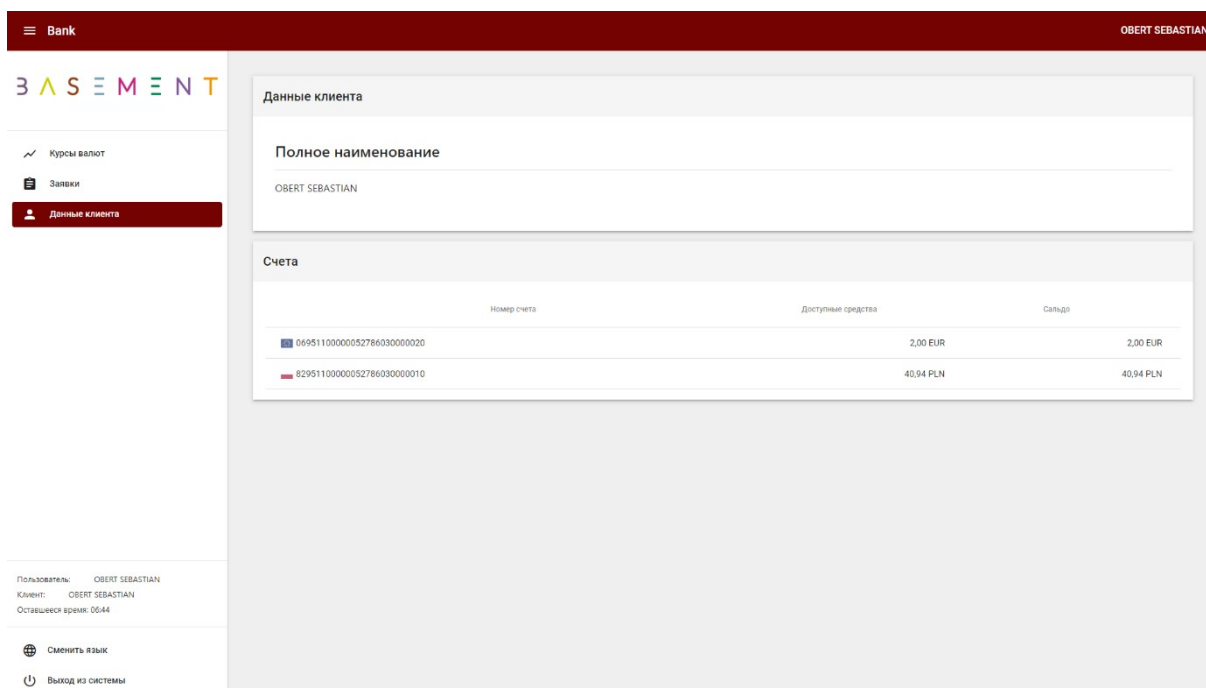 Bank
OBERT SEBASTIAN
BASEMENT
Курсы валют
Заявки
Данные клиента
Данные клиента
Полное наименование
OBERT SEBASTIAN
Счета
Номер счета Доступные средства Сальдо
06951100000052786030000020 2,00 EUR 2,00 EUR
82951100000052786030000010 40,94 PLN 40,94 PLN
Пользователь: OBERT SEBASTIAN
Клиент: OBERT SEBASTIAN
Оставшееся время: 06:44
Сменить язык
Выход из системы